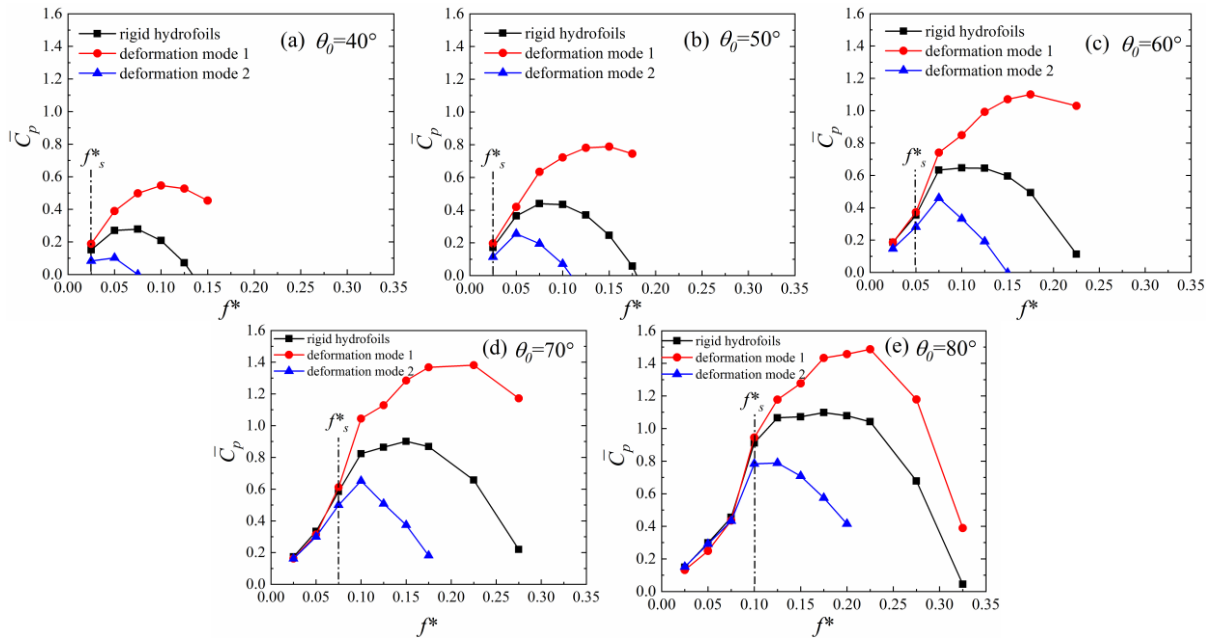 1.6
1.4
1.2
1.0
0.8
0.6
0.4
0.2
0.0
C̄p
rigid hydrofoils
deformation mode 1
deformation mode 2
(a) θ0=40°
f*s
0.00 0.05 0.10 0.15 0.20 0.25 0.30 0.35
f*
1.6
1.4
1.2
1.0
0.8
0.6
0.4
0.2
0.0
C̄p
rigid hydrofoils
deformation mode 1
deformation mode 2
(b) θ0=50°
f*s
0.00 0.05 0.10 0.15 0.20 0.25 0.30 0.35
f*
1.6
1.4
1.2
1.0
0.8
0.6
0.4
0.2
0.0
C̄p
rigid hydrofoils
deformation mode 1
deformation mode 2
(c) θ0=60°
f*s
0.00 0.05 0.10 0.15 0.20 0.25 0.30 0.35
f*
1.6
1.4
1.2
1.0
0.8
0.6
0.4
0.2
0.0
C̄p
rigid hydrofoils
deformation mode 1
deformation mode 2
(d) θ0=70°
f*s
0.00 0.05 0.10 0.15 0.20 0.25 0.30 0.35
f*
1.6
1.4
1.2
1.0
0.8
0.6
0.4
0.2
0.0
C̄p
rigid hydrofoils
deformation mode 1
deformation mode 2
(e) θ0=80°
f*s
0.00 0.05 0.10 0.15 0.20 0.25 0.30 0.35
f*